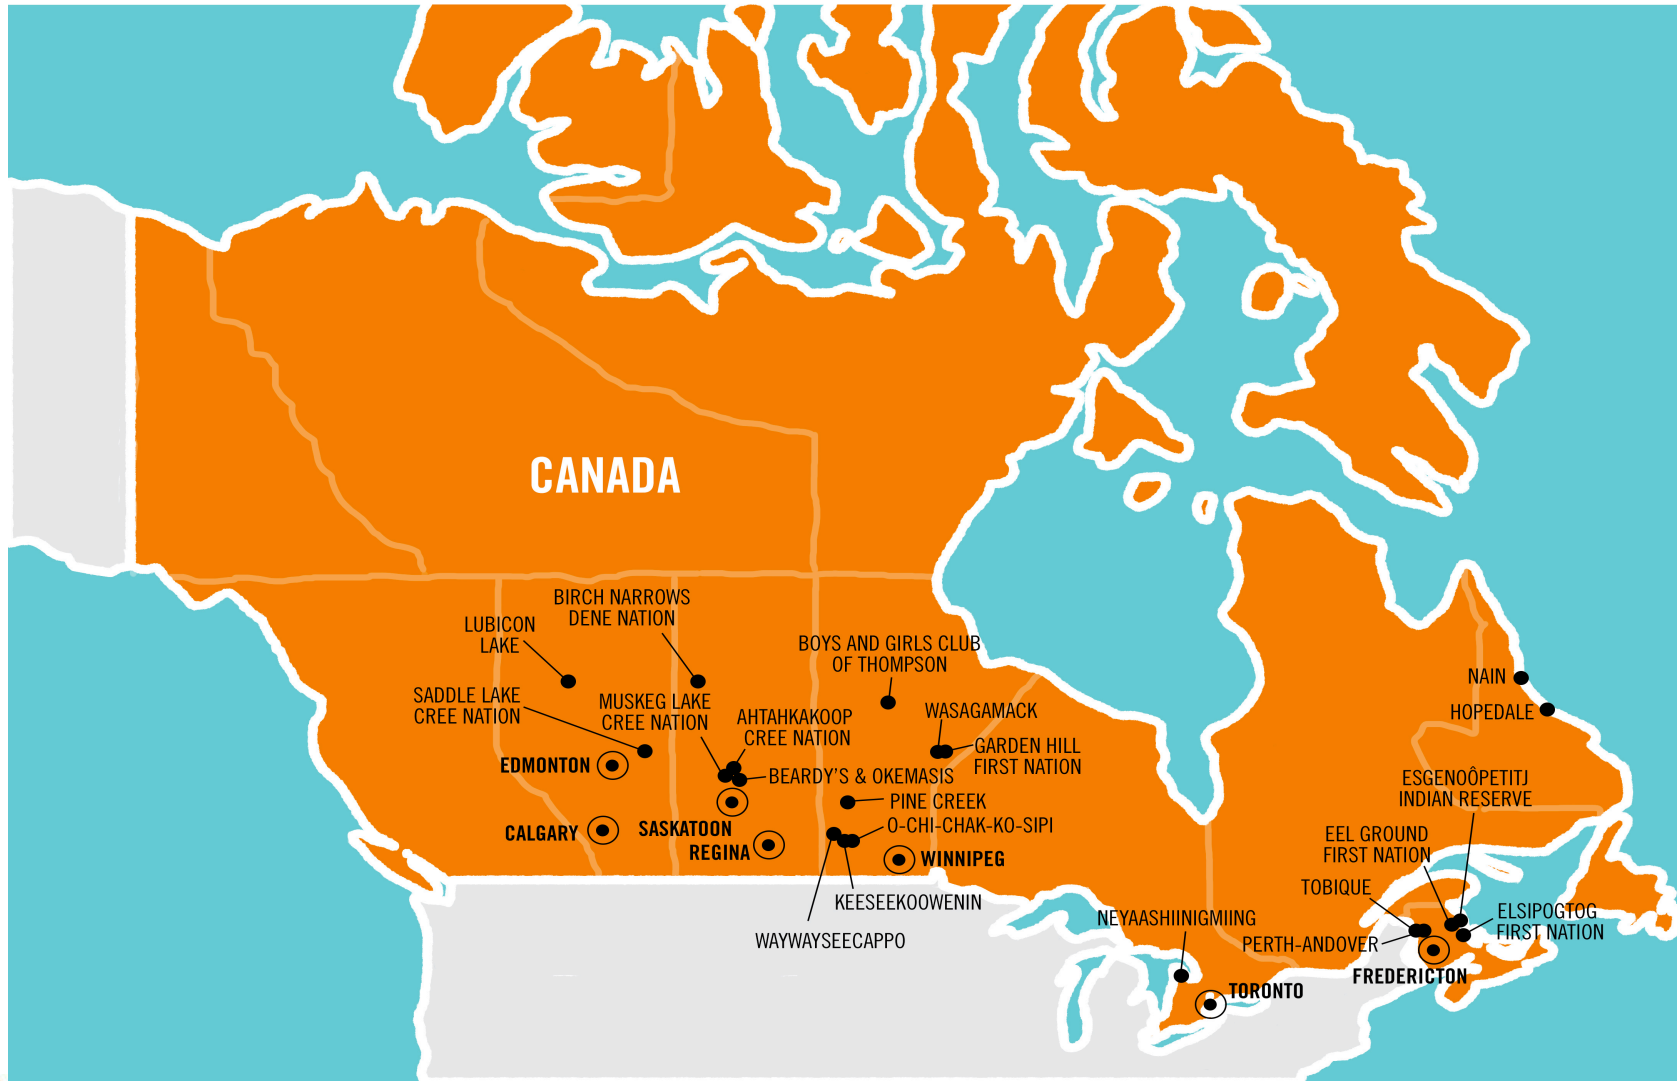 CANADA
BIRCH NARROWS
DENE NATION
LUBICON
LAKE
BOYS AND GIRLS CLUB
OF THOMPSON
SADDLE LAKE
CREE NATION
MUSKEG LAKE
CREE NATION
AHTAHKAKOOP
CREE NATION
WASAGAMACK
GARDEN HILL
FIRST NATION
EDMONTON
BEARDY'S & OKEMASIS
PINE CREEK
O-CHI-CHAK-KO-SIPI
CALGARY
SASKATOON
REGINA
WINNIPEG
KEESEEKOOWENIN
WAYWAYSEECAPPO
NAIN
HOPEDALE
ESGENOÔPETITJ
INDIAN RESERVE
EEL GROUND
FIRST NATION
TOBIQUE
NEYAASHIINIGMIING
ELSIPOGTOG
FIRST NATION
PERTH-ANDOVER
FREDERICTON
TORONTO